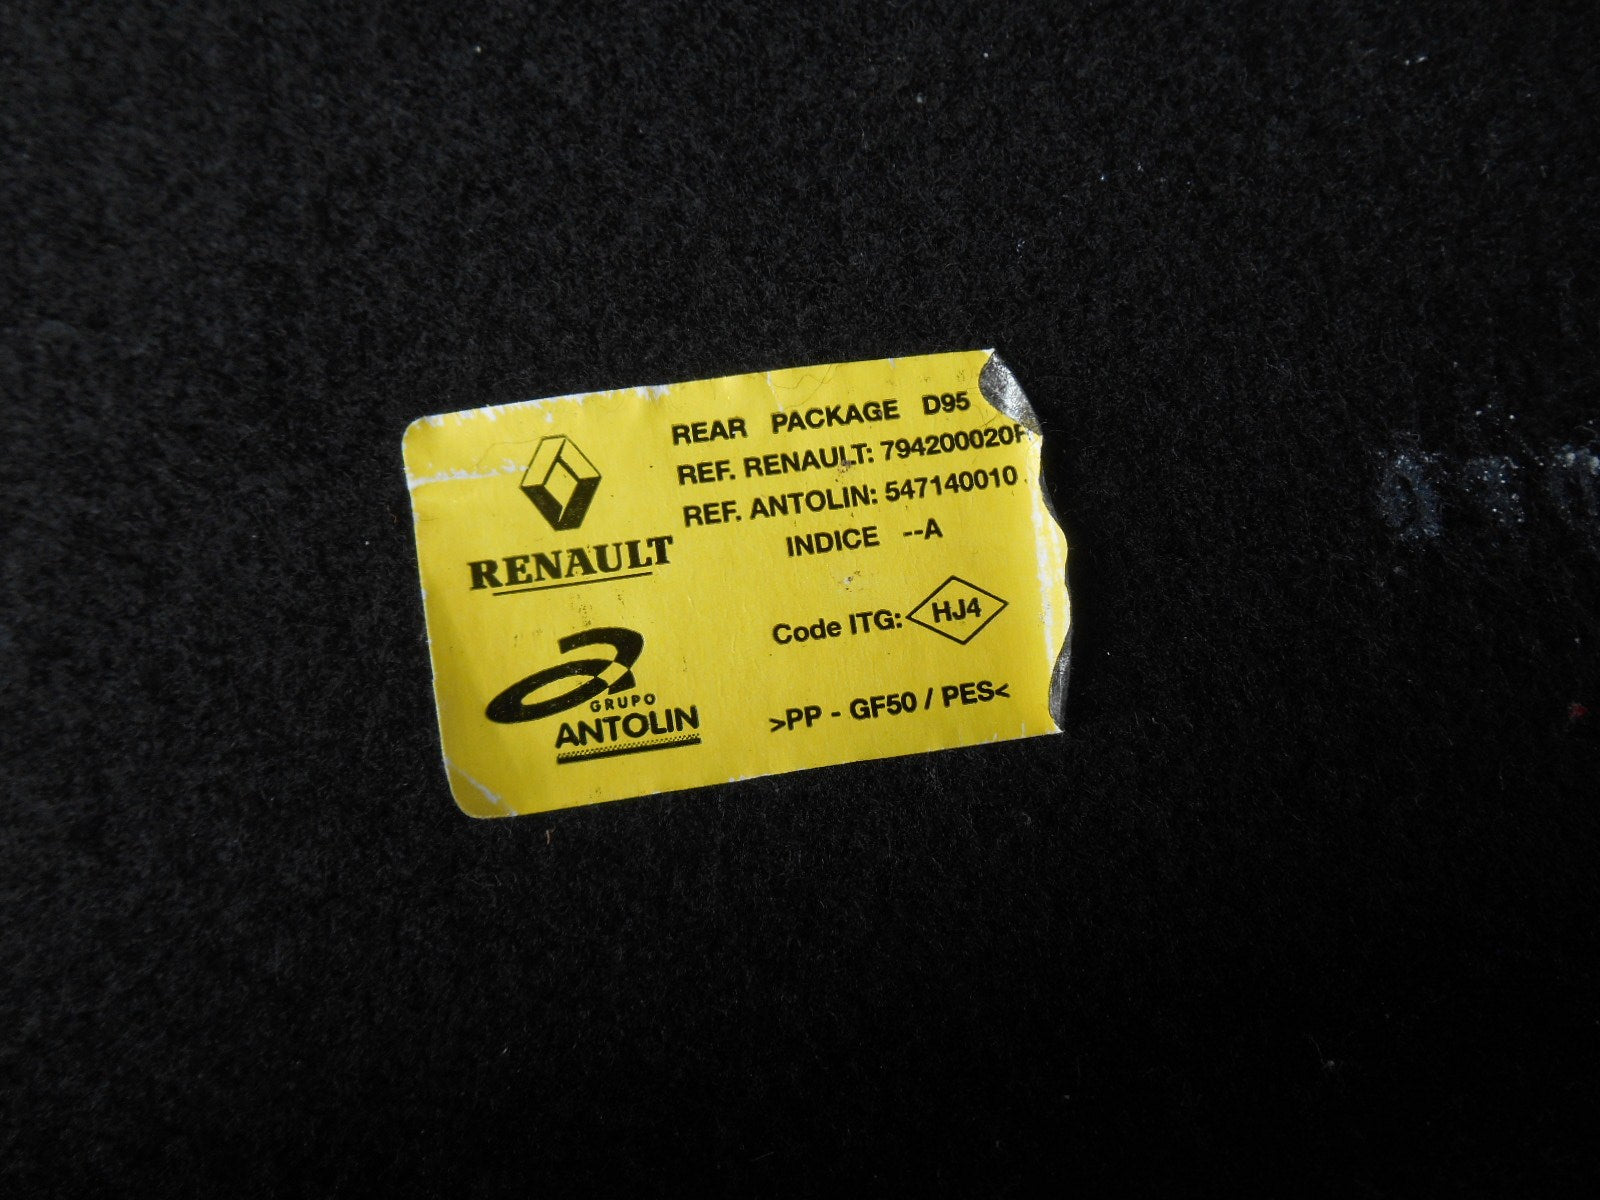 REAR PACKAGE D95
REF. RENAULT: 794200020R
REF. ANTOLIN: 547140010
INDICE --A
RENAULT
Code ITG: HJ4
GRUPO
ANTOLIN
>PP - GF50 / PES<